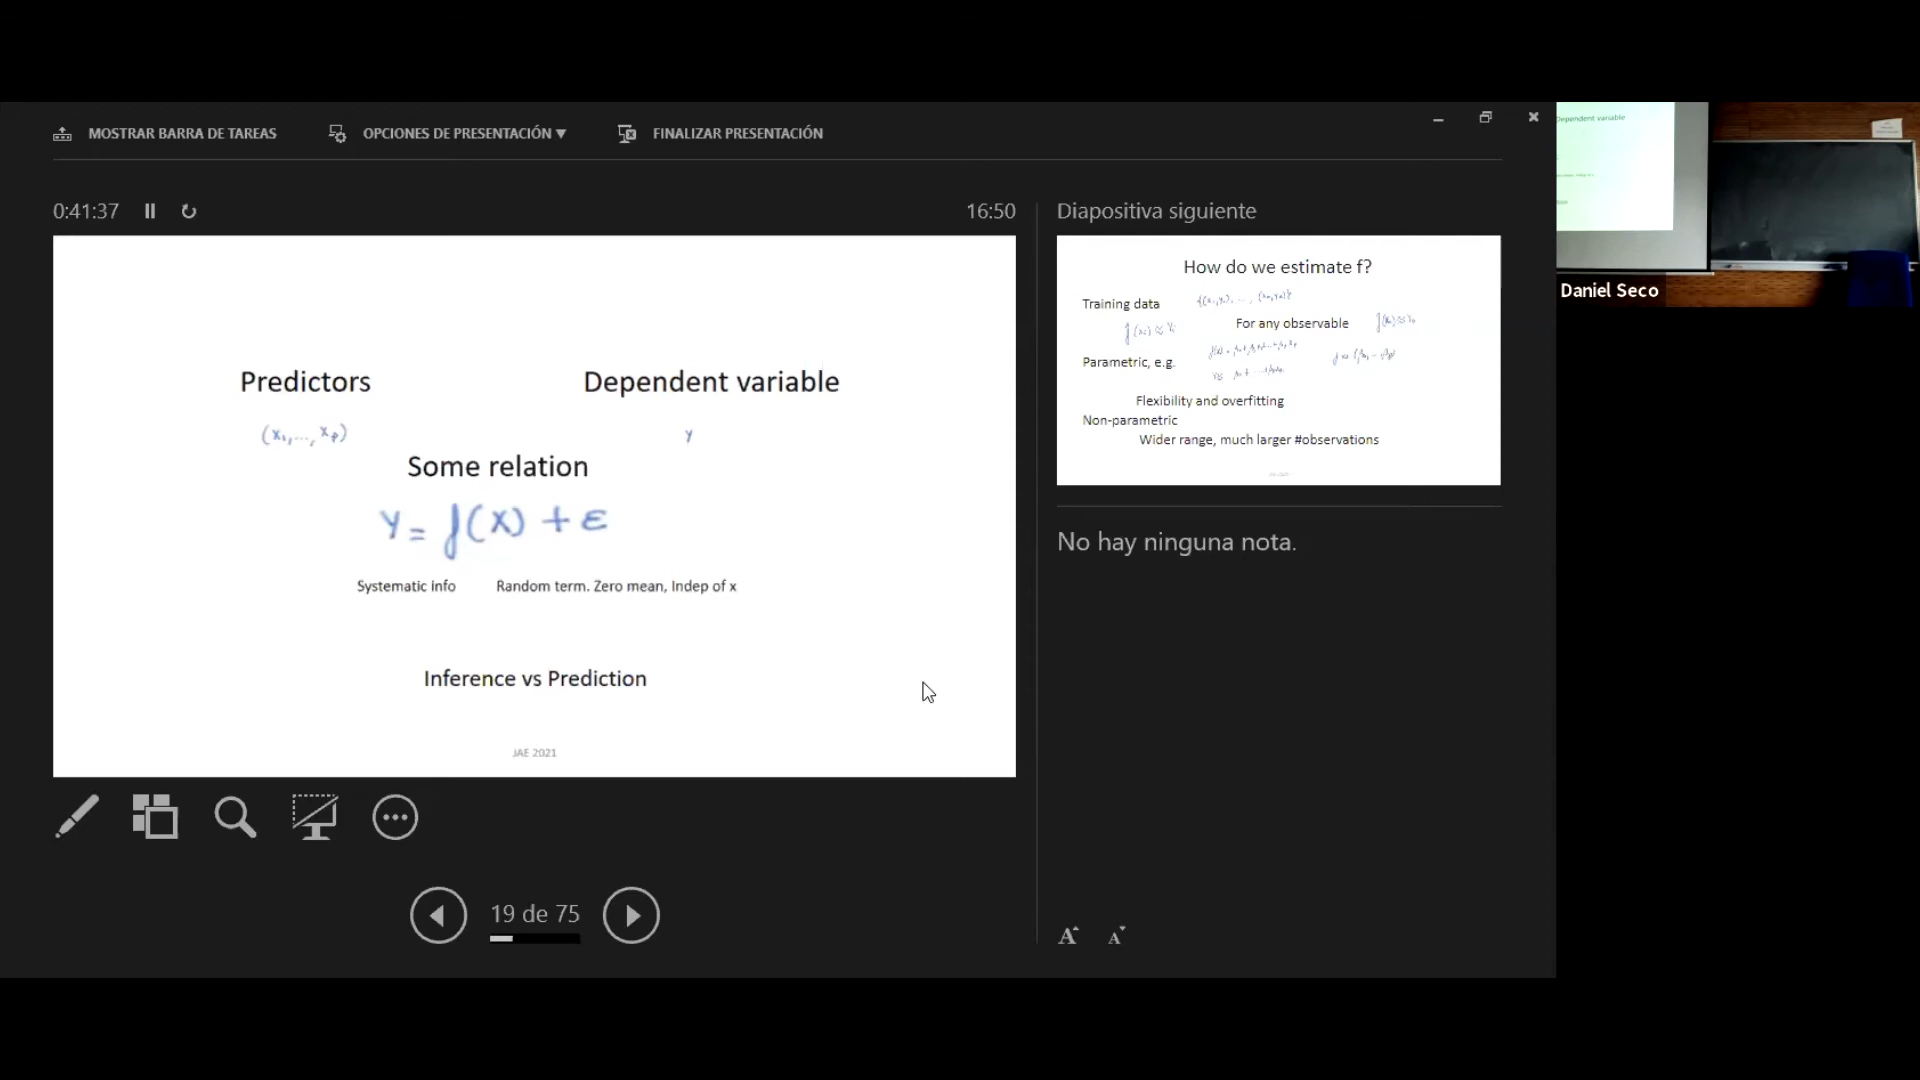 MOSTRAR BARRA DE TAREAS OPCIONES DE PRESENTACIÓN ▼ FINALIZAR PRESENTACIÓN
0:41:37 16:50
Predictors Dependent variable
(x₁,...,xₚ) y
Some relation
y = f(x) + ε
Systematic info Random term. Zero mean, Indep of x
Inference vs Prediction
JAE 2021
19 de 75
Diapositiva siguiente
How do we estimate f?
Training data
For any observable
Parametric, e.g.
Flexibility and overfitting
Non-parametric
Wider range, much larger #observations
No hay ninguna nota.
A A
Dependent variable
Daniel Seco